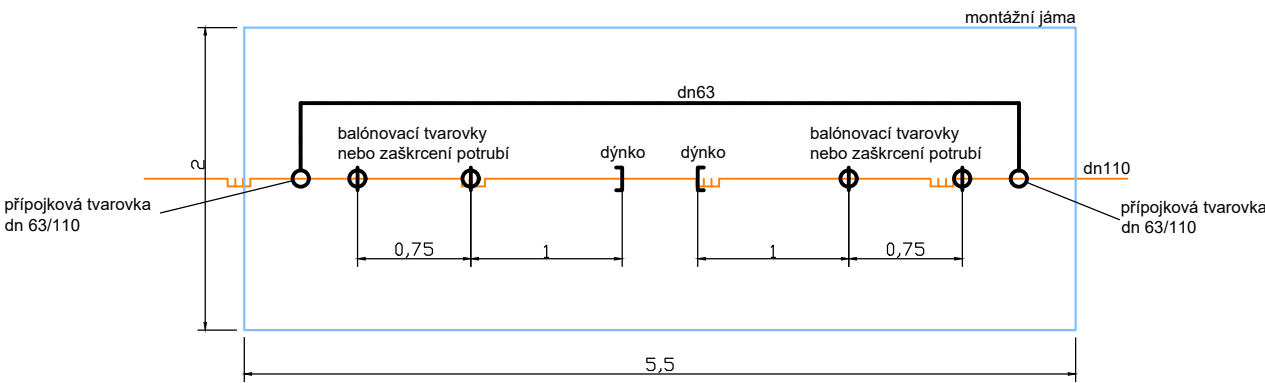 montážní jáma
dn63
balónovací tvarovky
nebo zaškrcení potrubí
dýnko
dýnko
balónovací tvarovky
nebo zaškrcení potrubí
2
dn110
přípojková tvarovka
dn 63/110
přípojková tvarovka
dn 63/110
0,75
1
1
0,75
5,5